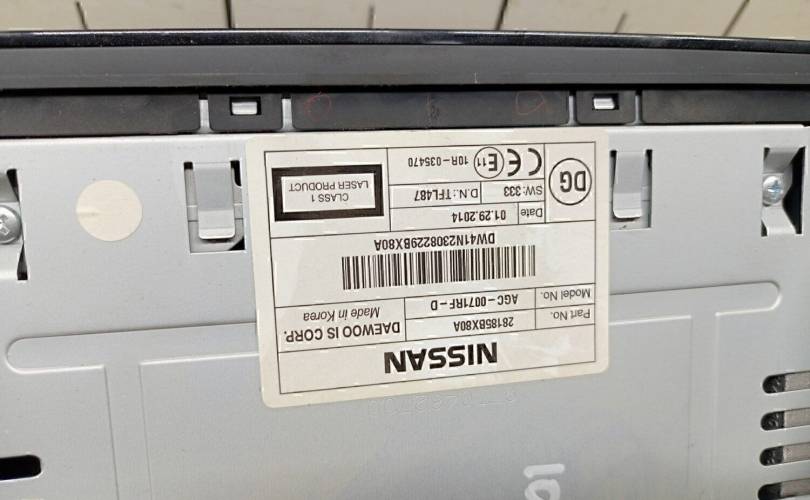 NISSAN
Part No. 28185BX80A DAEWOO IS CORP.
Model No. AGC-0071RF-D Made in Korea
DW41N2308229BX80A
Date 01.29.2014
SW: 333 D.N.: TFL487
DG CE E11 10R-035470
CLASS 1
LASER PRODUCT